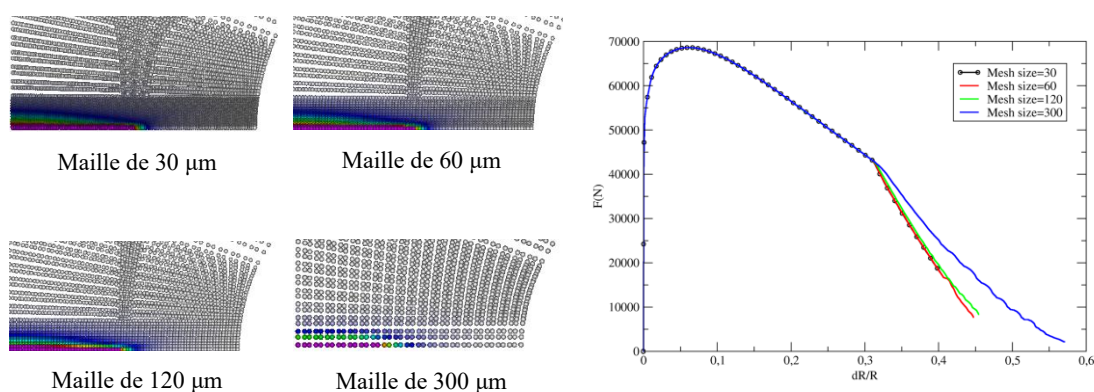 Maille de 30 µm
Maille de 60 µm
Maille de 120 µm
Maille de 300 µm
70000
60000
50000
40000
30000
20000
10000
0
F(N)
Mesh size=30
Mesh size=60
Mesh size=120
Mesh size=300
0 0,1 0,2 0,3 0,4 0,5 0,6
dR/R